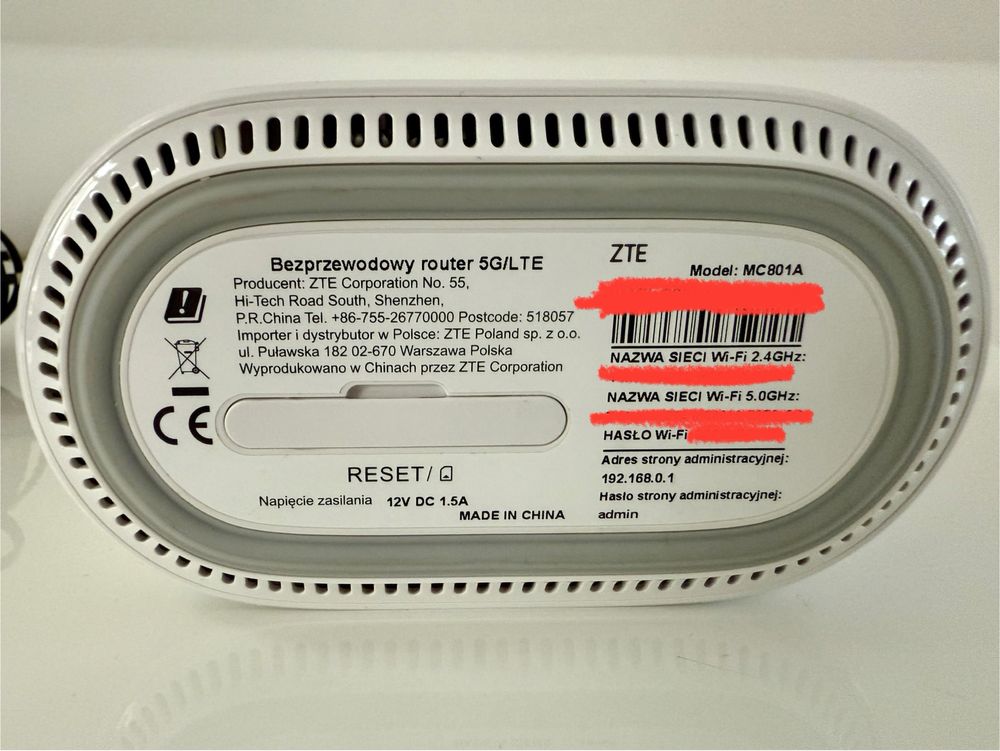 Bezprzewodowy router 5G/LTE
Producent: ZTE Corporation No. 55,
Hi-Tech Road South, Shenzhen,
P.R.China Tel. +86-755-26770000 Postcode: 518057
Importer i dystrybutor w Polsce: ZTE Poland sp. z o.o.
ul. Puławska 182 02-670 Warszawa Polska
Wyprodukowano w Chinach przez ZTE Corporation
CE
RESET/
Napięcie zasilania 12V DC 1.5A
MADE IN CHINA
ZTE
Model: MC801A
NAZWA SIECI Wi-Fi 2.4GHz:
NAZWA SIECI Wi-Fi 5.0GHz:
HASŁO Wi-Fi
Adres strony administracyjnej:
192.168.0.1
Hasło strony administracyjnej:
admin